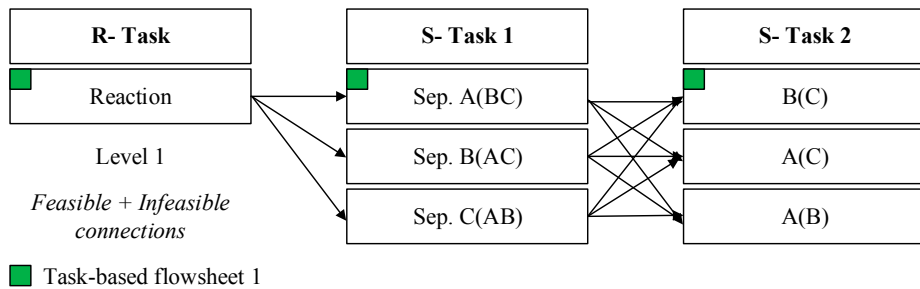 R- Task
S- Task 1
S- Task 2
Reaction
Sep. A(BC)
B(C)
Level 1
Sep. B(AC)
A(C)
Feasible + Infeasible
connections
Sep. C(AB)
A(B)
Task-based flowsheet 1